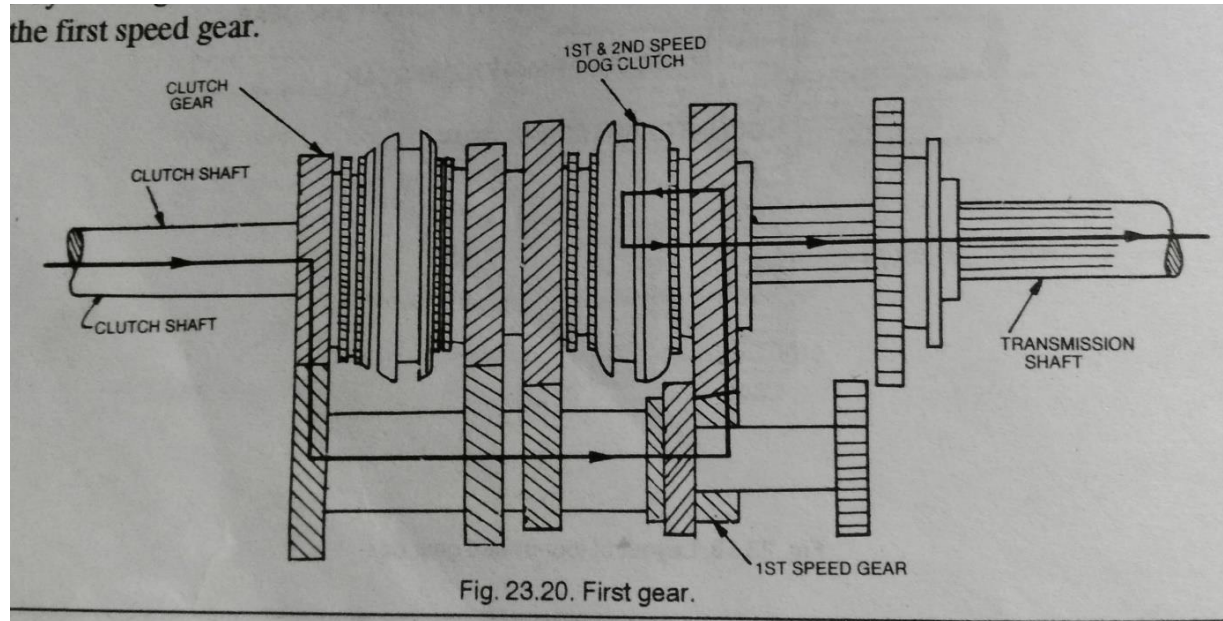 the first speed gear.
1ST & 2ND SPEED
DOG CLUTCH
CLUTCH
GEAR
CLUTCH SHAFT
CLUTCH SHAFT
TRANSMISSION
SHAFT
1ST SPEED GEAR
Fig. 23.20. First gear.